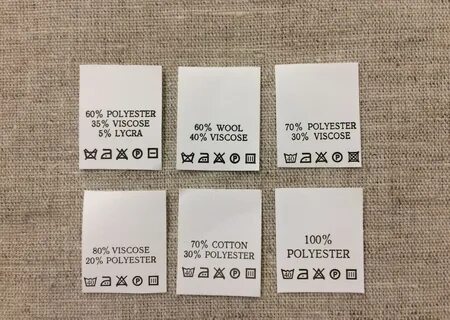 60% POLYESTER
35% VISCOSE
5% LYCRA
60% WOOL
40% VISCOSE
70% POLYESTER
30% VISCOSE
80% VISCOSE
20% POLYESTER
70% COTTON
30% POLYESTER
100%
POLYESTER